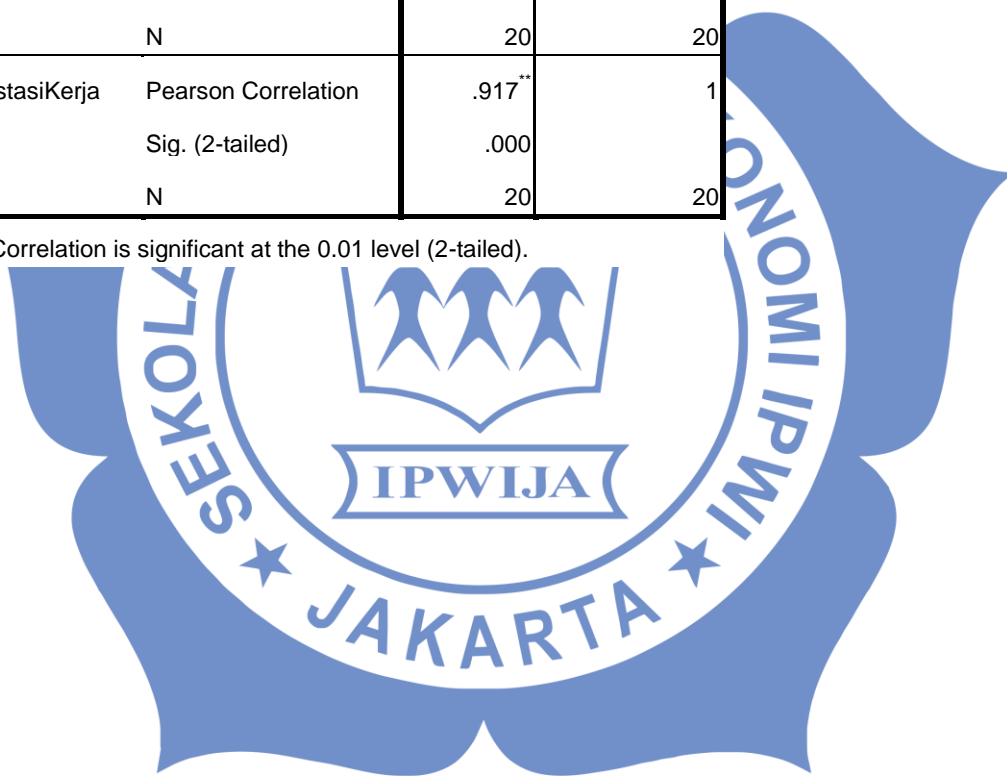 N 20 20
stasiKerja Pearson Correlation .917** 1
Sig. (2-tailed) .000
N 20 20
Correlation is significant at the 0.01 level (2-tailed).
SEKOLA ONOMI IPWI
IPWIJA
JAKARTA